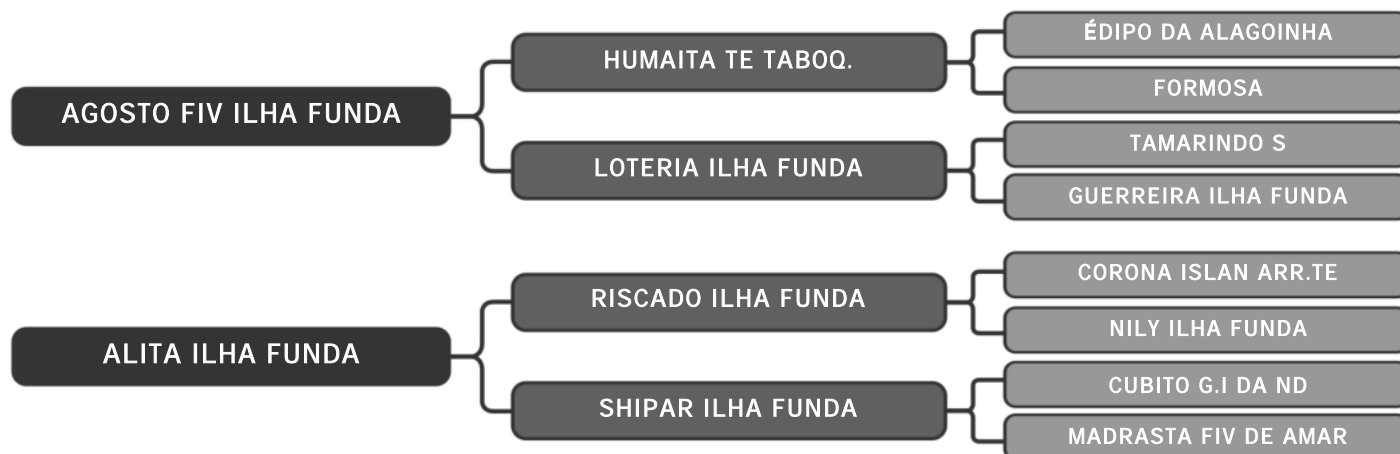 ÉDIPO DA ALAGOINHA
HUMAITA TE TABOQ.
FORMOSA
AGOSTO FIV ILHA FUNDA
TAMARINDO S
LOTERIA ILHA FUNDA
GUERREIRA ILHA FUNDA
CORONA ISLAN ARR.TE
RISCADO ILHA FUNDA
NILY ILHA FUNDA
ALITA ILHA FUNDA
CUBITO G.I DA ND
SHIPAR ILHA FUNDA
MADRASTA FIV DE AMAR